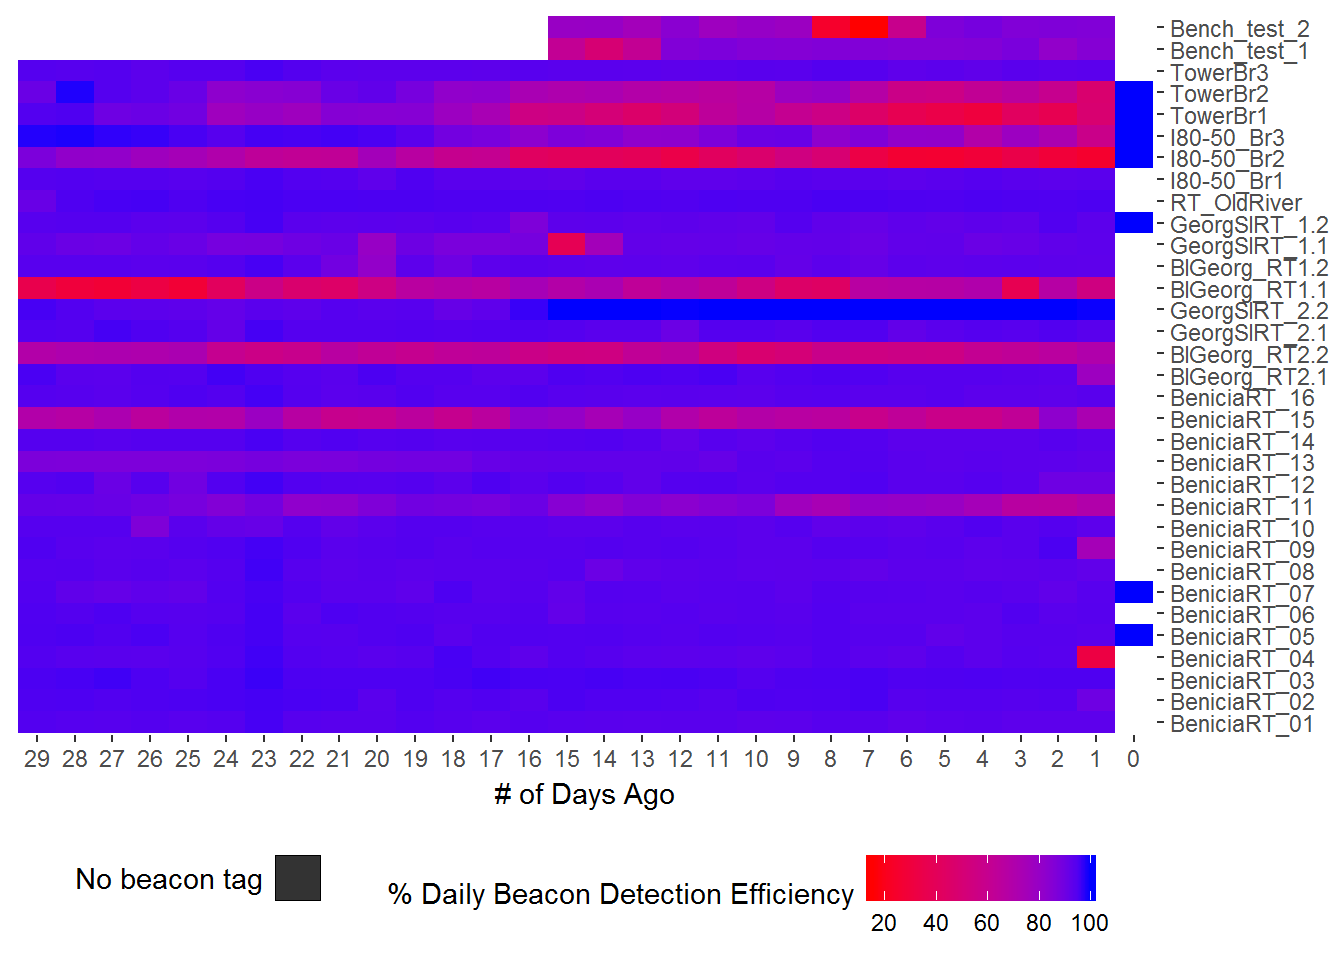 Bench_test_2
Bench_test_1
TowerBr3
TowerBr2
TowerBr1
I80-50_Br3
I80-50_Br2
I80-50_Br1
RT_OldRiver
GeorgSlRT_1.2
GeorgSlRT_1.1
BlGeorg_RT1.2
BlGeorg_RT1.1
GeorgSlRT_2.2
GeorgSlRT_2.1
BlGeorg_RT2.2
BlGeorg_RT2.1
BeniciaRT_16
BeniciaRT_15
BeniciaRT_14
BeniciaRT_13
BeniciaRT_12
BeniciaRT_11
BeniciaRT_10
BeniciaRT_09
BeniciaRT_08
BeniciaRT_07
BeniciaRT_06
BeniciaRT_05
BeniciaRT_04
BeniciaRT_03
BeniciaRT_02
BeniciaRT_01
29 28 27 26 25 24 23 22 21 20 19 18 17 16 15 14 13 12 11 10 9 8 7 6 5 4 3 2 1 0
# of Days Ago
No beacon tag
% Daily Beacon Detection Efficiency
20 40 60 80 100